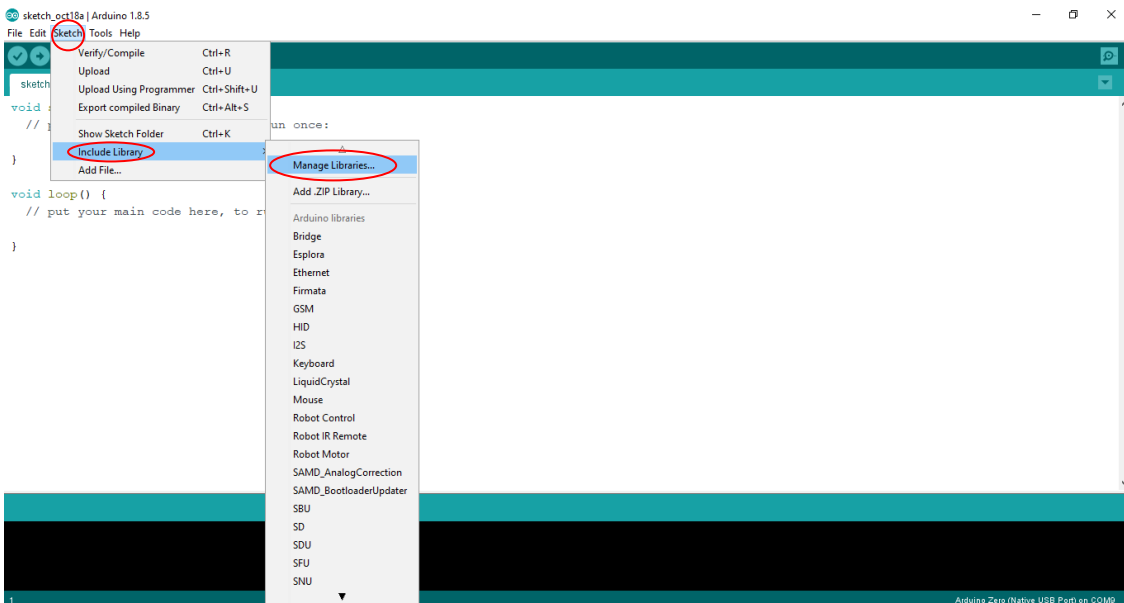 sketch_oct18a | Arduino 1.8.5
File Edit Sketch Tools Help
Verify/Compile Ctrl+R
Upload Ctrl+U
sketch
Upload Using Programmer Ctrl+Shift+U
void
Export compiled Binary Ctrl+Alt+S
// un once:
Show Sketch Folder Ctrl+K
Include Library
}
Manage Libraries...
Add File...
void loop() {
Add .ZIP Library...
// put your main code here, to r
Arduino libraries
Bridge
}
Esplora
Ethernet
Firmata
GSM
HID
I2S
Keyboard
LiquidCrystal
Mouse
Robot Control
Robot IR Remote
Robot Motor
SAMD_AnalogCorrection
SAMD_BootloaderUpdater
SBU
SD
SDU
SFU
SNU
1 Arduino Zero (Native USB Port) on COM9